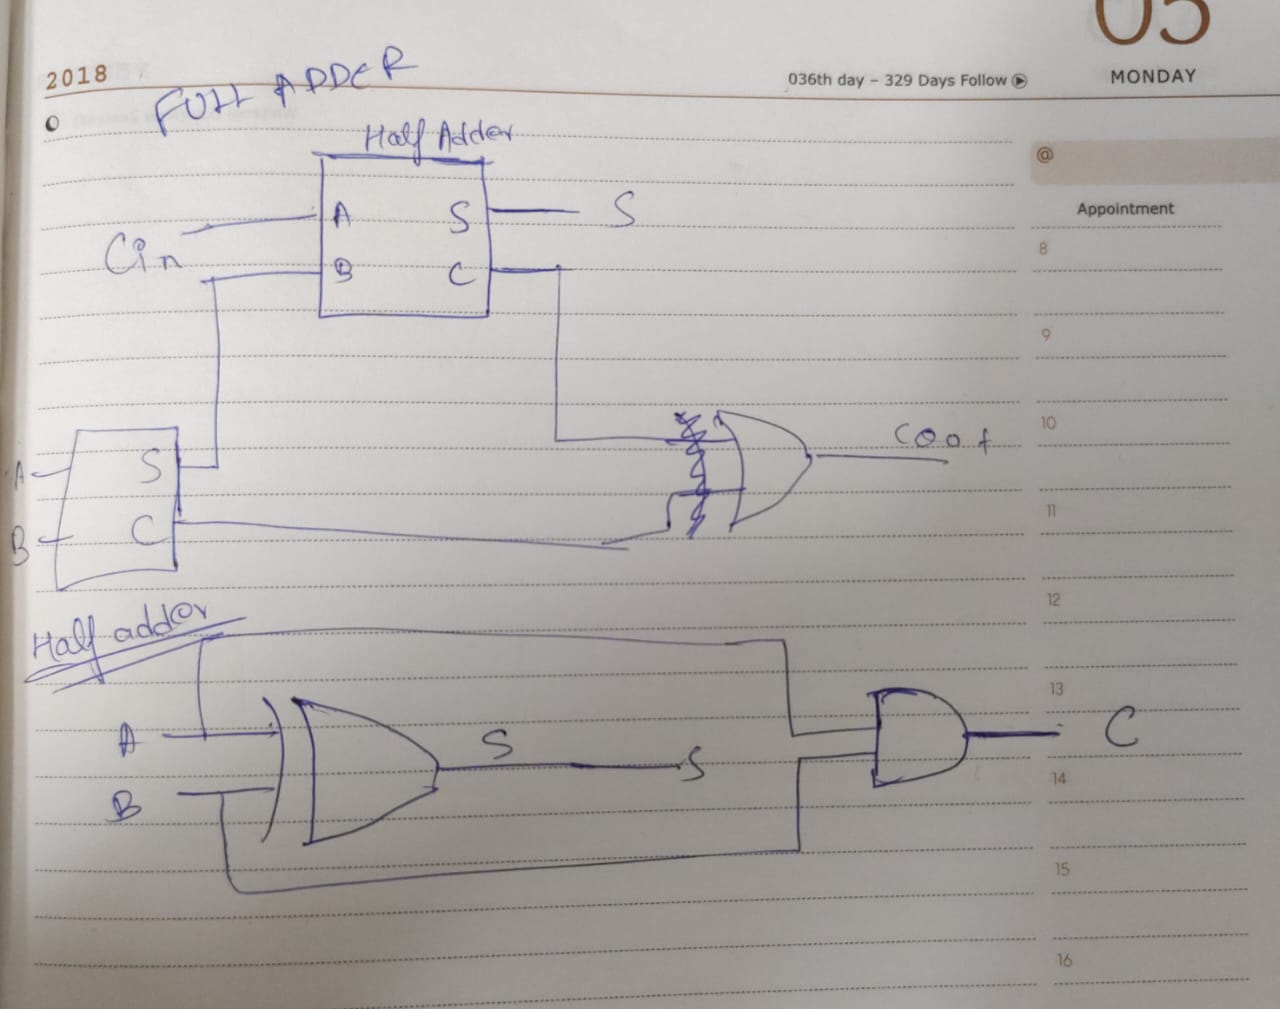 05
2018
036th day – 329 Days Follow
MONDAY
FULL ADDER
Half Adder
@
Appointment
A S S
Cin
B C
8
9
10
Cout
A S
B C
11
12
Half adder
13
A S S C
B
14
15
16